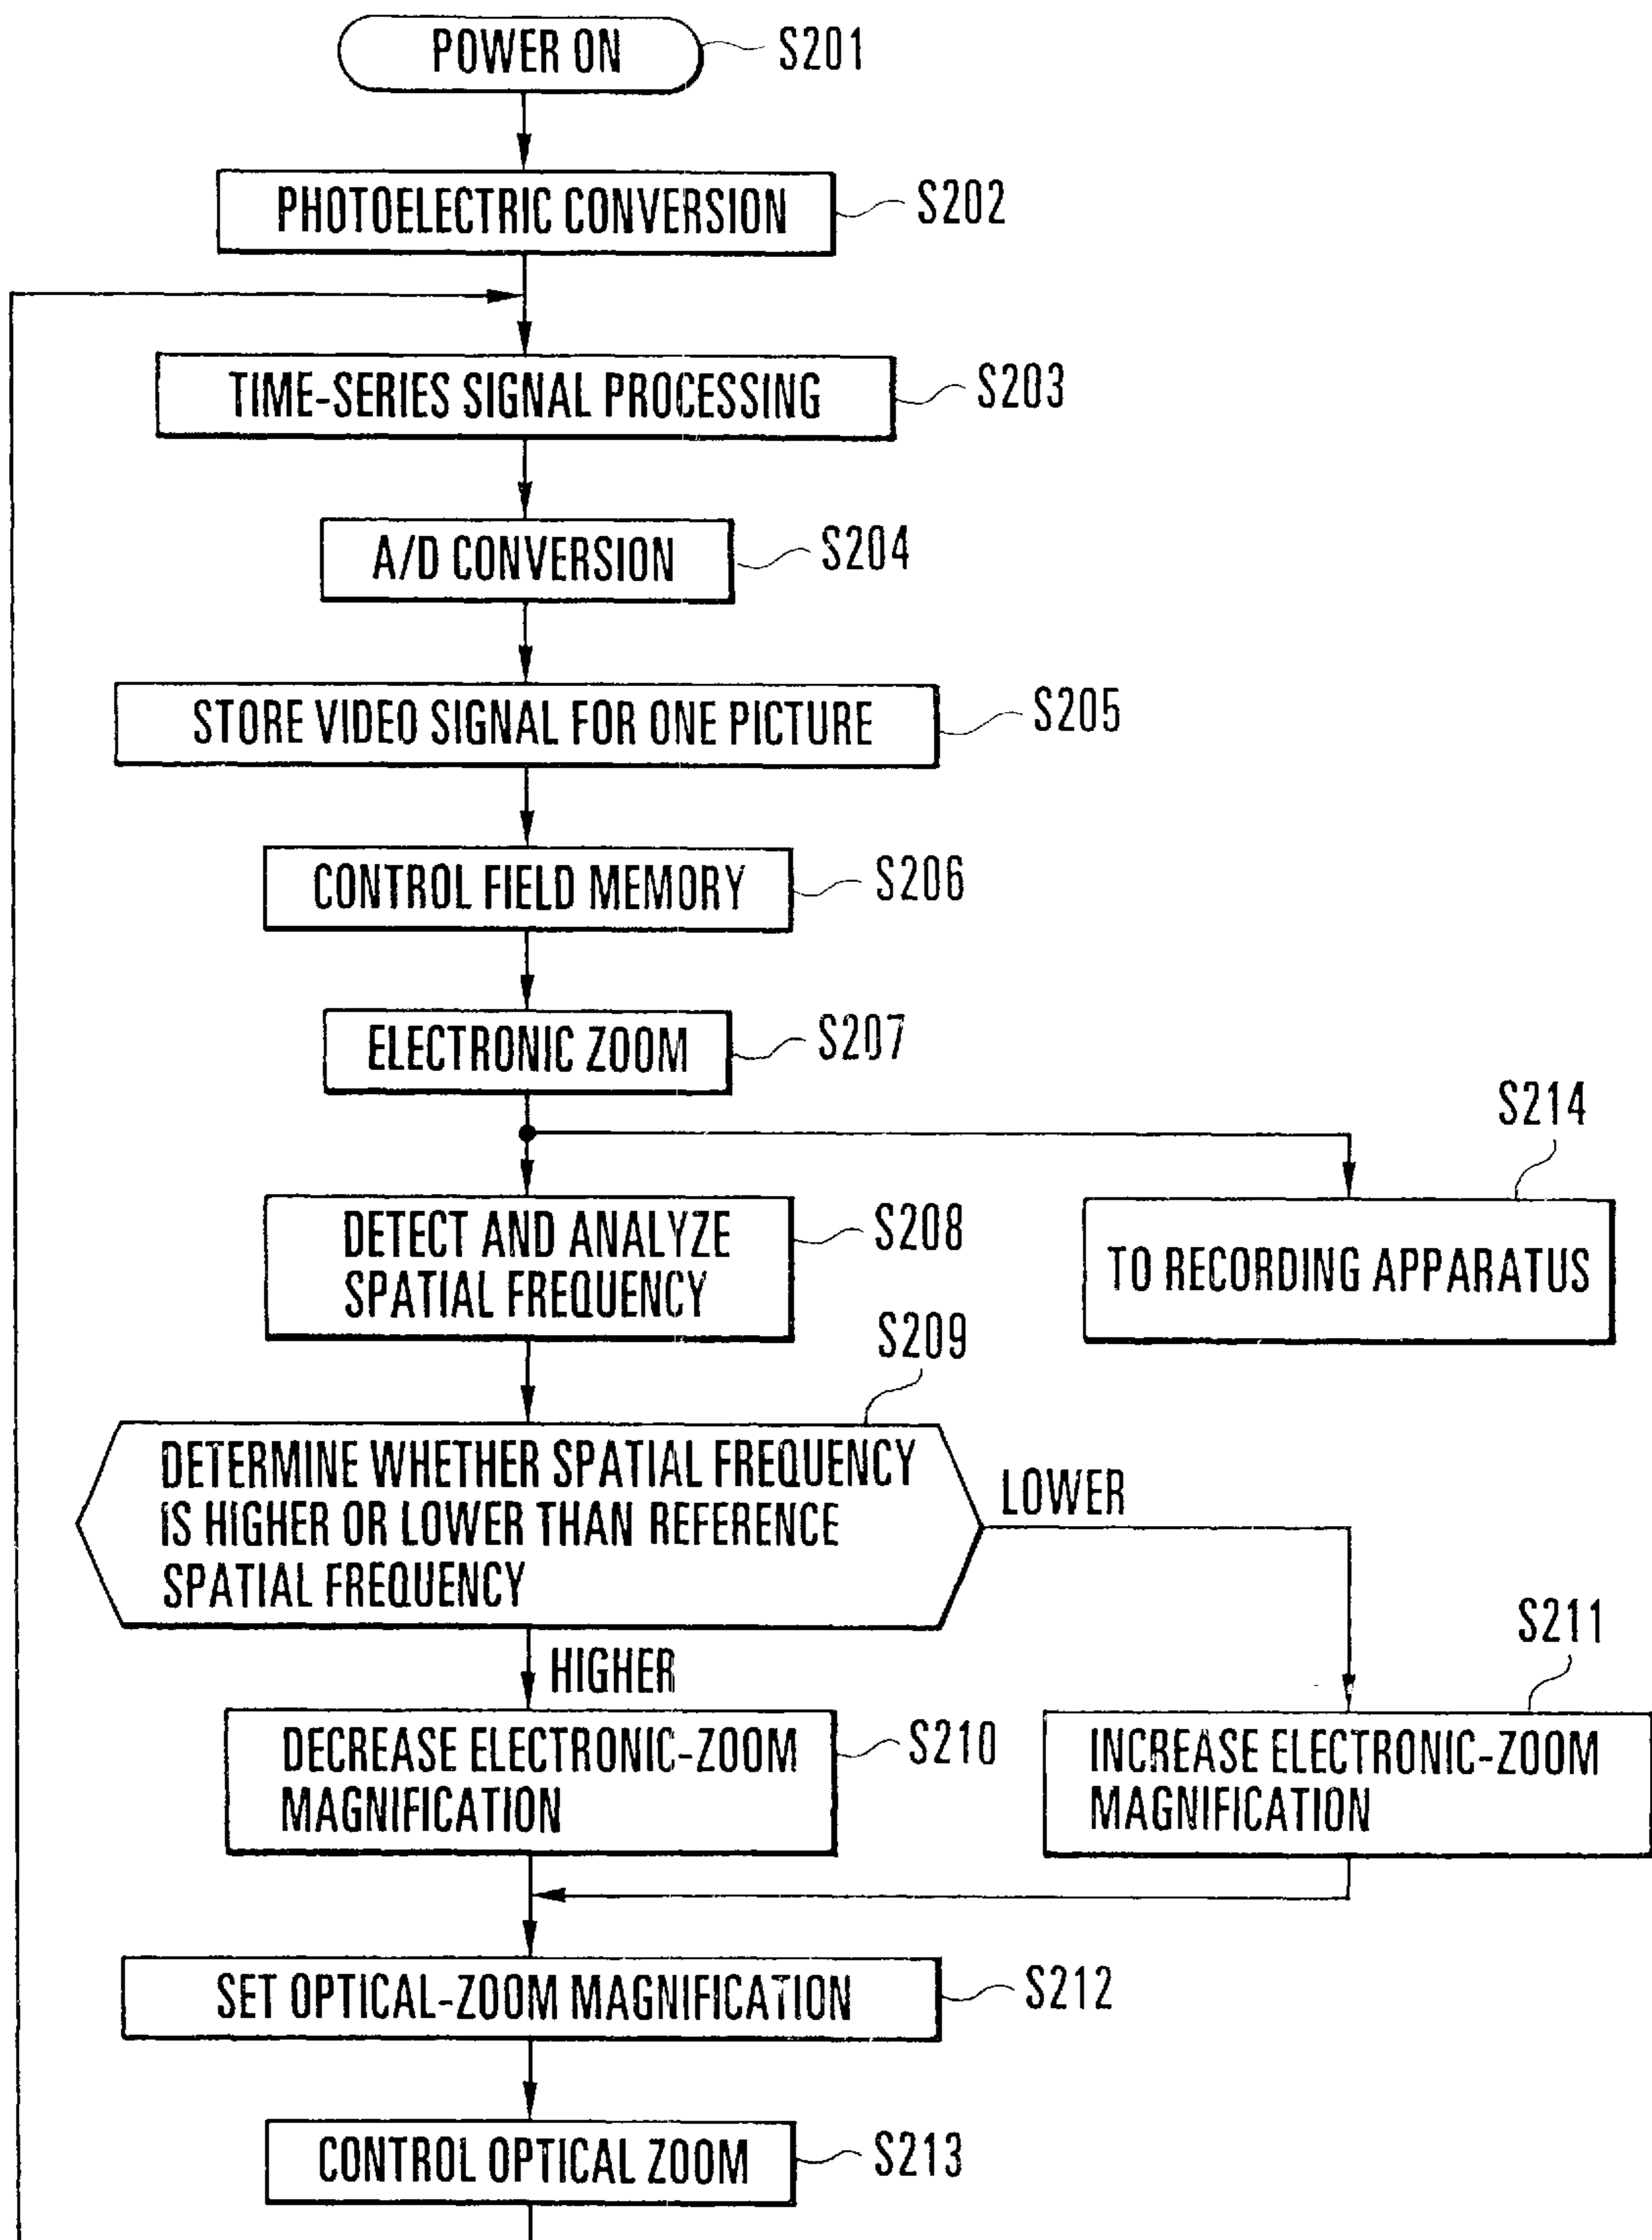 POWER ON
S201
PHOTOELECTRIC CONVERSION
S202
TIME-SERIES SIGNAL PROCESSING
S203
A/D CONVERSION
S204
STORE VIDEO SIGNAL FOR ONE PICTURE
S205
CONTROL FIELD MEMORY
S206
ELECTRONIC ZOOM
S207
S214
TO RECORDING APPARATUS
DETECT AND ANALYZE
SPATIAL FREQUENCY
S208
S209
DETERMINE WHETHER SPATIAL FREQUENCY
IS HIGHER OR LOWER THAN REFERENCE
SPATIAL FREQUENCY
LOWER
HIGHER
S211
DECREASE ELECTRONIC-ZOOM
MAGNIFICATION
S210
INCREASE ELECTRONIC-ZOOM
MAGNIFICATION
SET OPTICAL-ZOOM MAGNIFICATION
S212
CONTROL OPTICAL ZOOM
S213